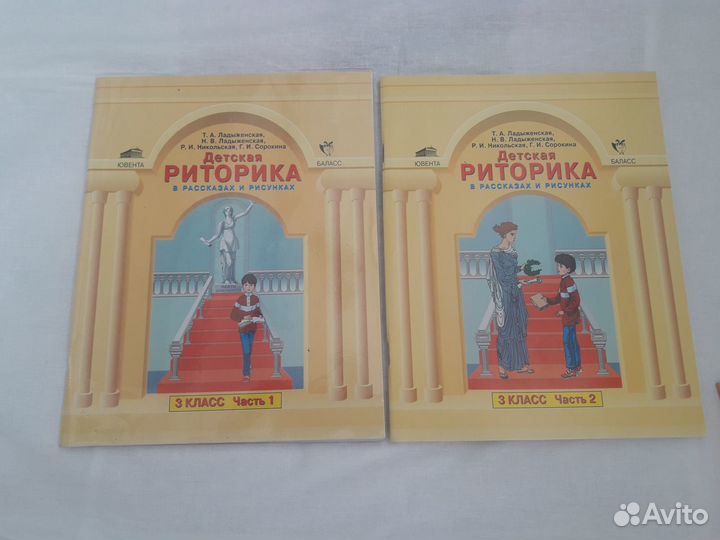 Т. А. Ладыженская,
Н. В. Ладыженская,
Р. И. Никольская, Г. И. Сорокина
ЮВЕНТА
БАЛАСС
Детская
РИТОРИКА
В РАССКАЗАХ И РИСУНКАХ
3 КЛАСС Часть 1
Т. А. Ладыженская,
Н. В. Ладыженская,
Р. И. Никольская, Г. И. Сорокина
ЮВЕНТА
БАЛАСС
Детская
РИТОРИКА
В РАССКАЗАХ И РИСУНКАХ
3 КЛАСС Часть 2
Avito